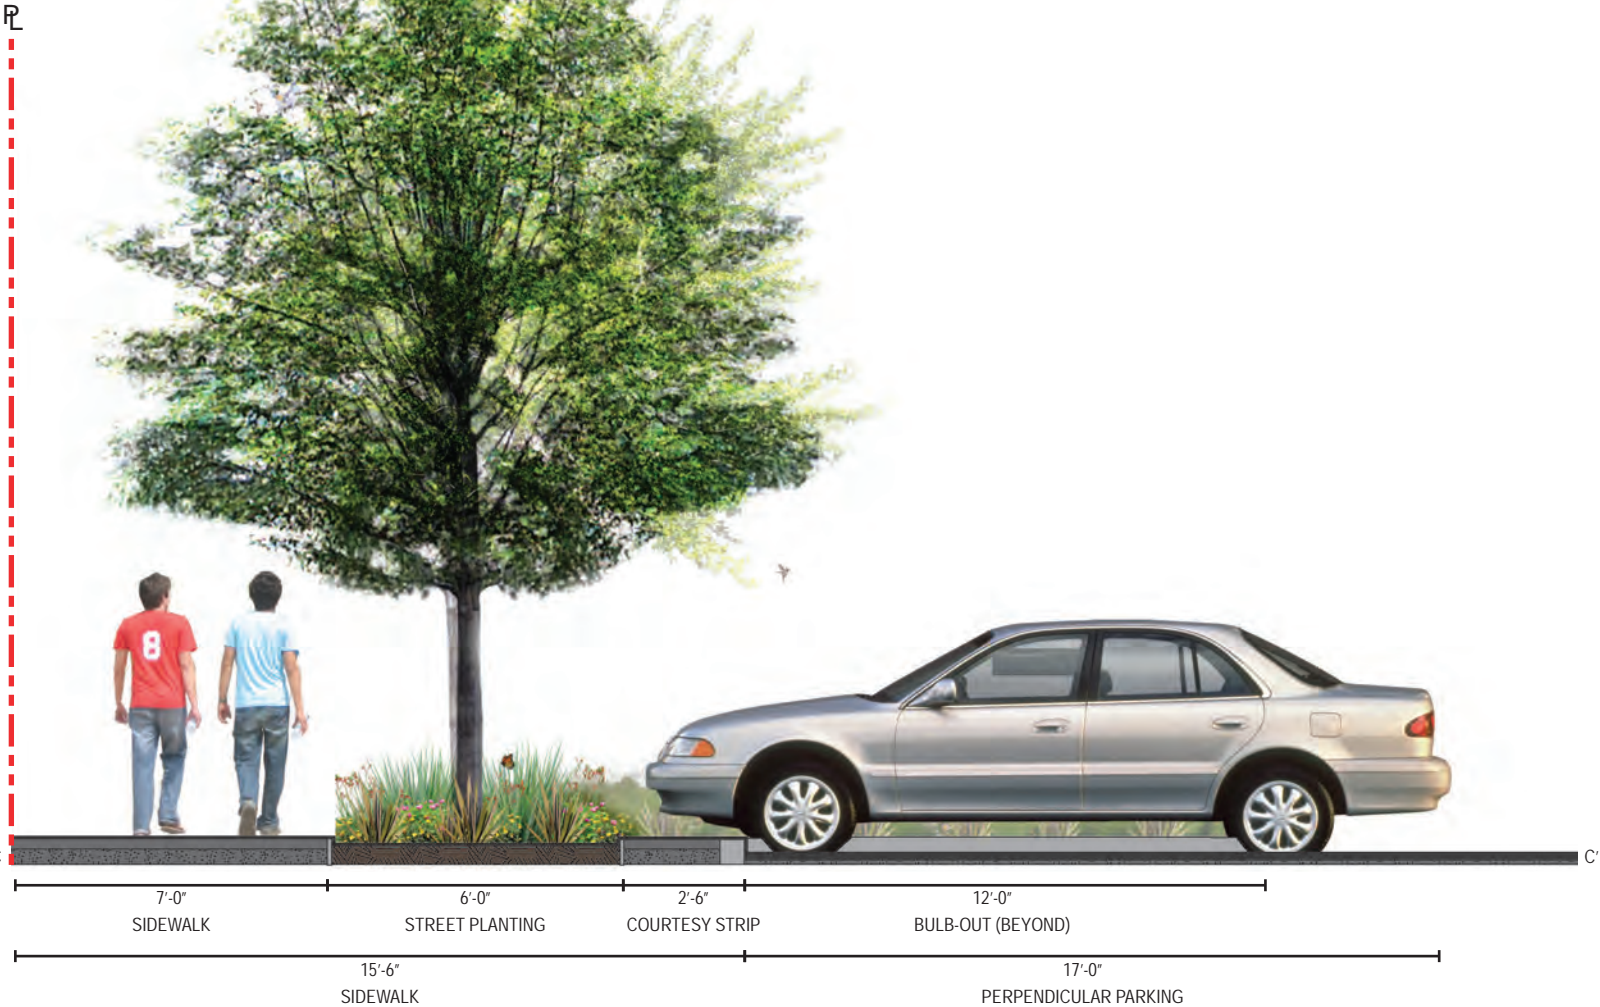 PL
8
C'
7'-0" 6'-0" 2'-6" 12'-0"
SIDEWALK STREET PLANTING COURTESY STRIP BULB-OUT (BEYOND)
15'-6" 17'-0"
SIDEWALK PERPENDICULAR PARKING